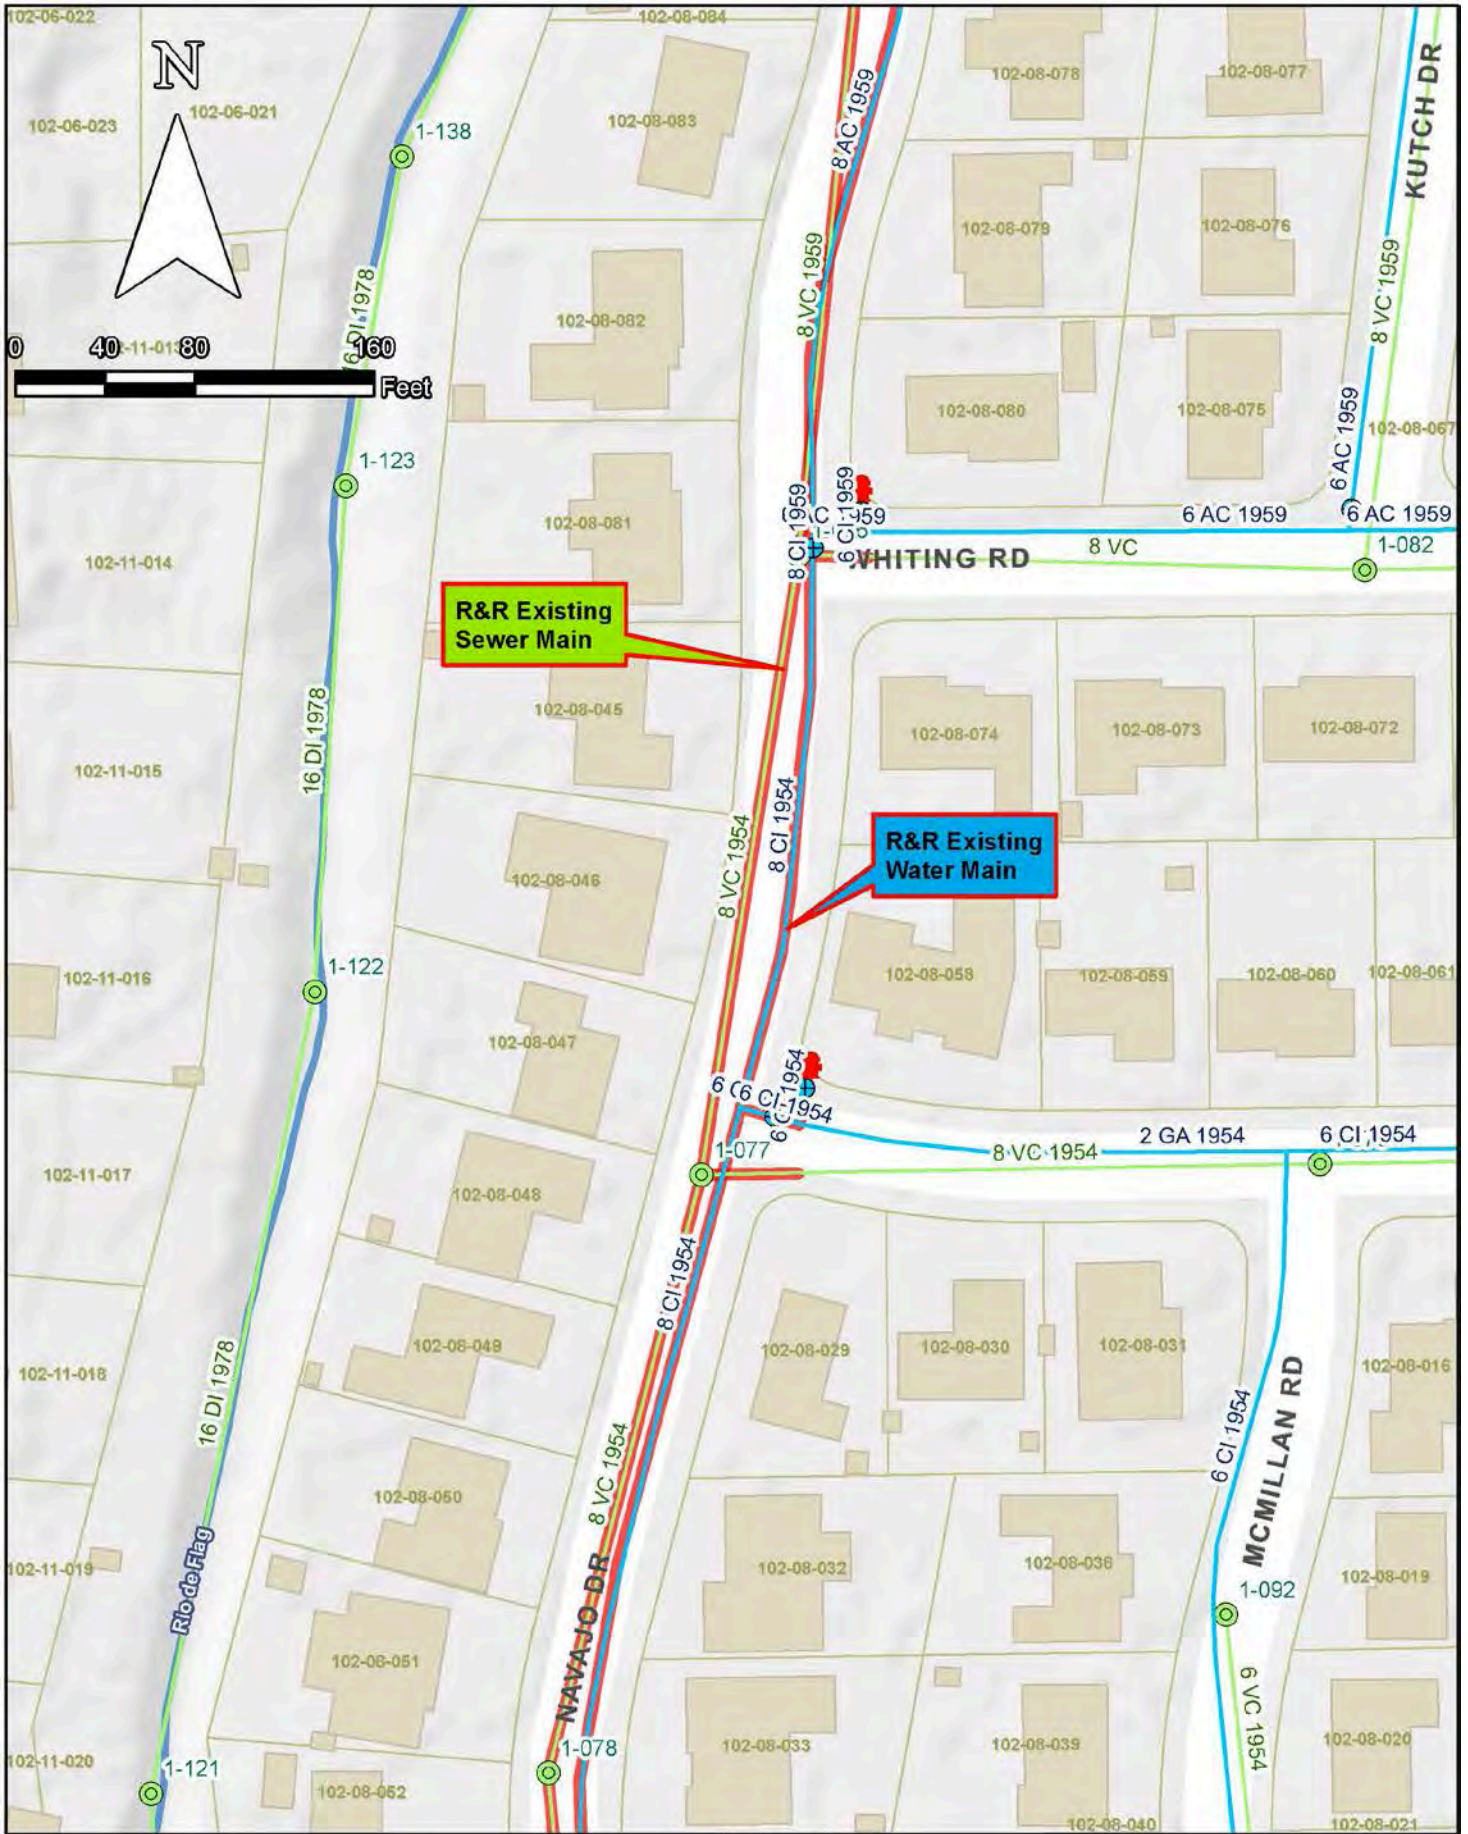 102-06-022
102-08-084
N
102-06-023
102-06-021
1-138
102-08-083
8 AC 1959
102-08-078
102-08-077
KUTCH DR
102-08-079
102-08-076
8 VC 1959
8 VC 1959
16 DI 1978
102-08-082
0 40 80 160
Feet
102-08-080
102-08-075
6 AC 1959
102-08-067
1-123
102-08-081
8 CI 1959
6 CI 1959
6 AC 1959
6 AC 1959
102-11-014
WHITING RD
8 VC
1-082
R&R Existing
Sewer Main
16 DI 1978
102-08-045
102-08-074
102-08-073
102-08-072
102-11-015
8 VC 1954
8 CI 1954
R&R Existing
Water Main
102-08-046
1-122
102-11-016
102-08-058
102-08-059
102-08-060
102-08-061
102-08-047
6 CI 1954
1-077
8 VC 1954
2 GA 1954
6 CI 1954
102-11-017
102-08-048
8 CI 1954
102-08-049
102-08-029
102-08-030
102-08-031
102-08-016
102-11-018
16 DI 1978
6 CI 1954
MCMILLAN RD
8 VC 1954
102-08-050
Rio de Flag
102-11-019
NAVAJO DR
102-08-032
102-08-038
102-08-019
1-092
102-08-051
6 VC 1954
102-11-020
1-121
1-078
102-08-033
102-08-039
102-08-020
102-08-052
102-08-040
102-08-021